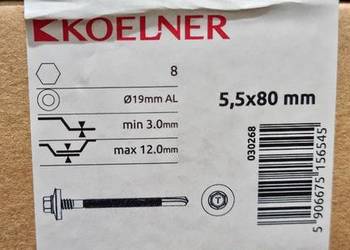 KOELNER
8
Ø19mm AL
min 3.0mm
max 12.0mm
5,5x80 mm
030268
5 906675 156545